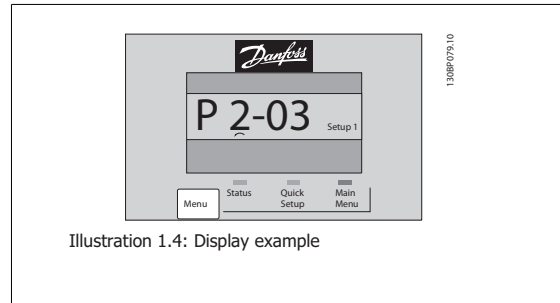 Danfoss
130BP079.10
P 2-03 Setup 1
Menu
Status
Quick Setup
Main Menu
Illustration 1.4: Display example